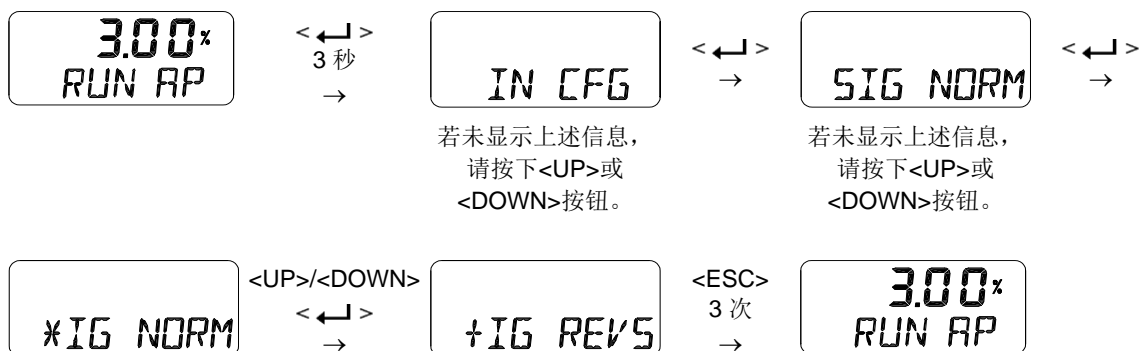 3.00%
RUN AP
<↵>
3 秒
→
IN CFG
若未显示上述信息,
请按下<UP>或
<DOWN>按钮。
<↵>
→
SIG NORM
若未显示上述信息,
请按下<UP>或
<DOWN>按钮。
<↵>
→
*IG NORM
<UP>/<DOWN>
<↵>
→
+IG REVS
<ESC>
3 次
→
3.00%
RUN AP